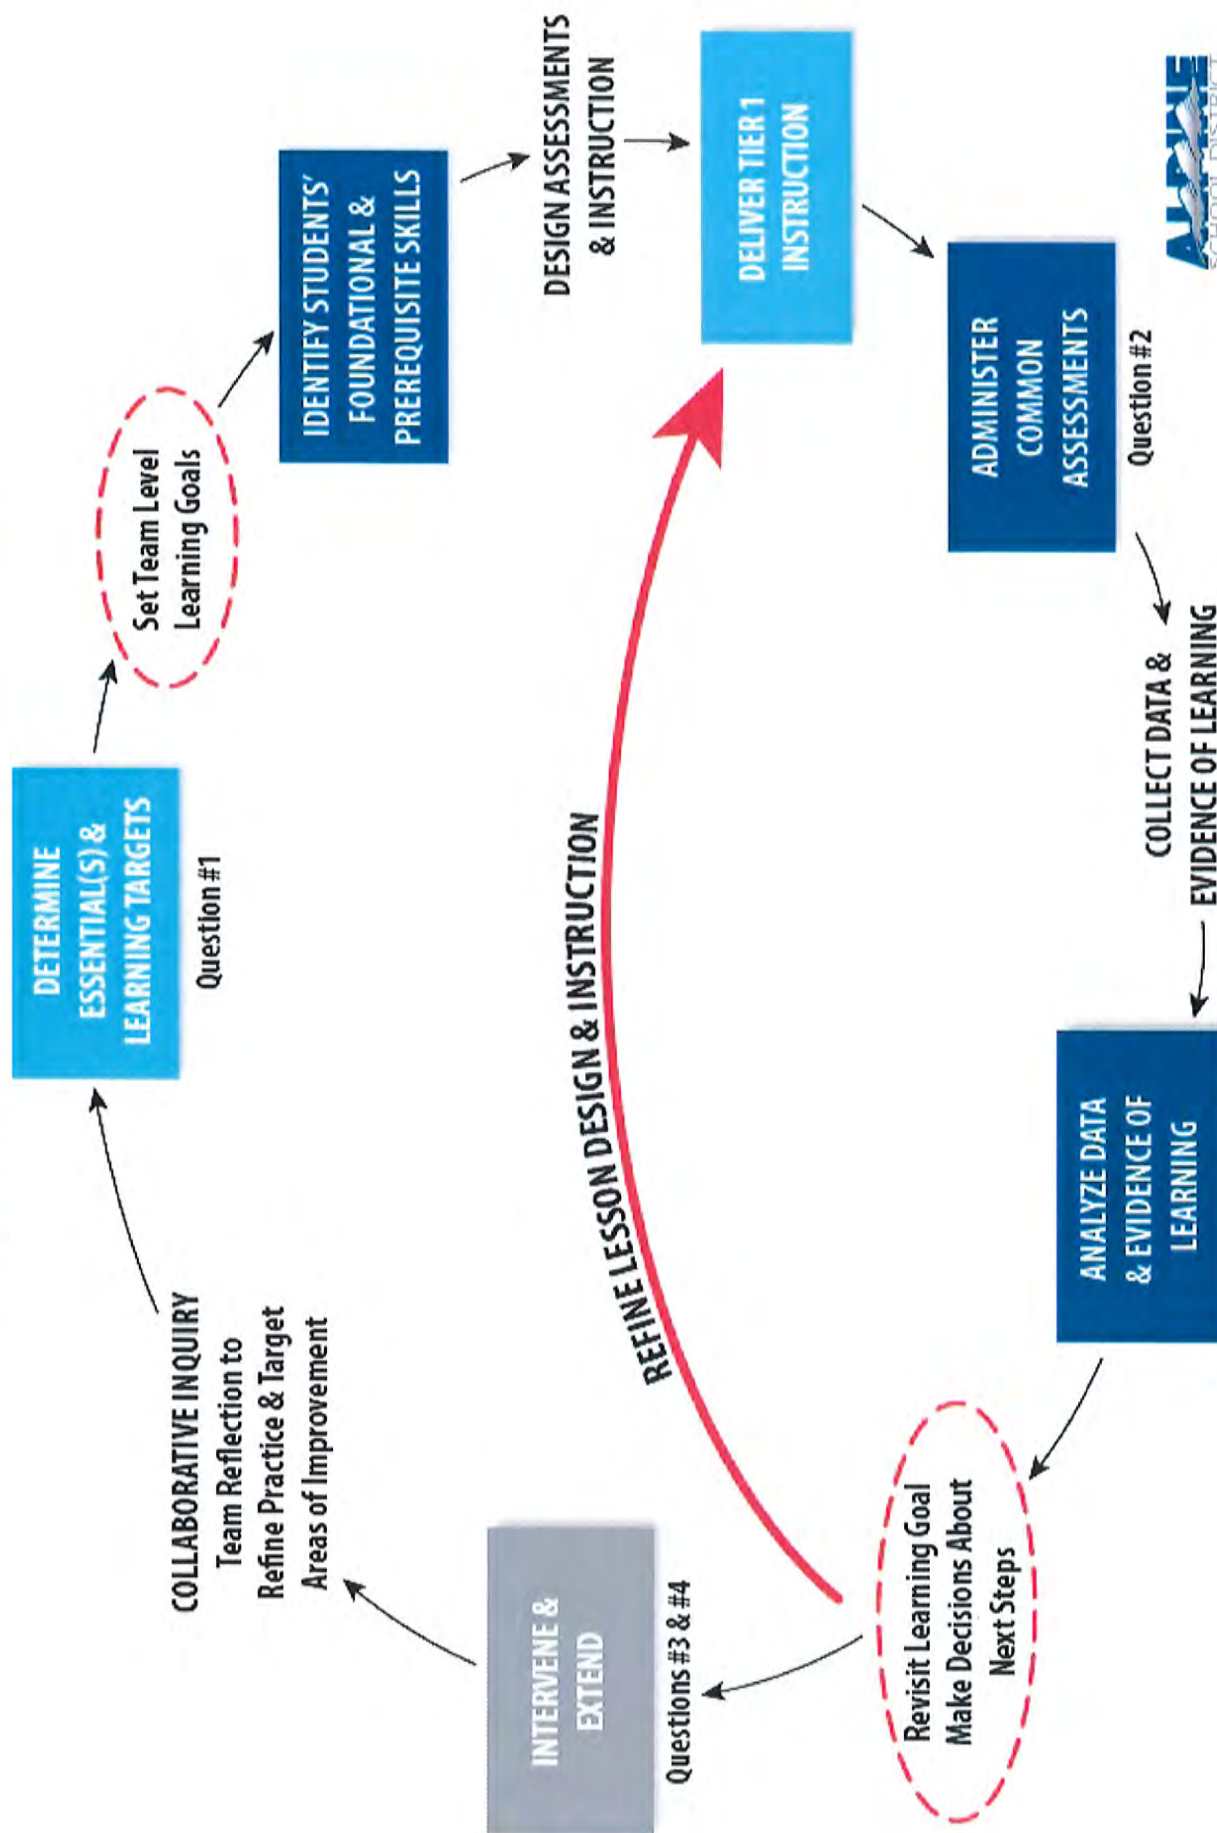 DETERMINE
ESSENTIAL(S) &
LEARNING TARGETS
Question #1
Set Team Level
Learning Goals
IDENTIFY STUDENTS'
FOUNDATIONAL &
PREREQUISITE SKILLS
DESIGN ASSESSMENTS
& INSTRUCTION
DELIVER TIER 1
INSTRUCTION
ADMINISTER
COMMON
ASSESSMENTS
Question #2
COLLECT DATA &
EVIDENCE OF LEARNING
ANALYZE DATA
& EVIDENCE OF
LEARNING
Revisit Learning Goal
Make Decisions About
Next Steps
REFINE LESSON DESIGN & INSTRUCTION
INTERVENE &
EXTEND
Questions #3 & #4
COLLABORATIVE INQUIRY
Team Reflection to
Refine Practice & Target
Areas of Improvement
ALPINE
SCHOOL DISTRICT